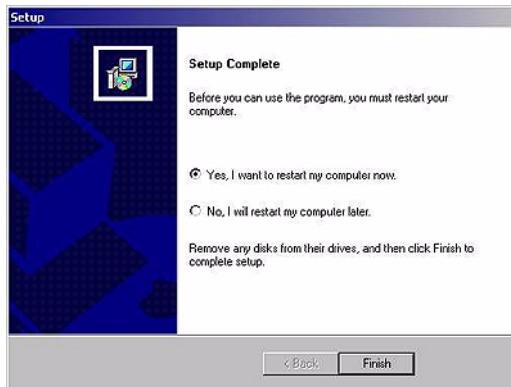 Setup
Setup Complete
Before you can use the program, you must restart your
computer.
Yes, I want to restart my computer now.
No, I will restart my computer later.
Remove any disks from their drives, and then click Finish to
complete setup.
< Back
Finish